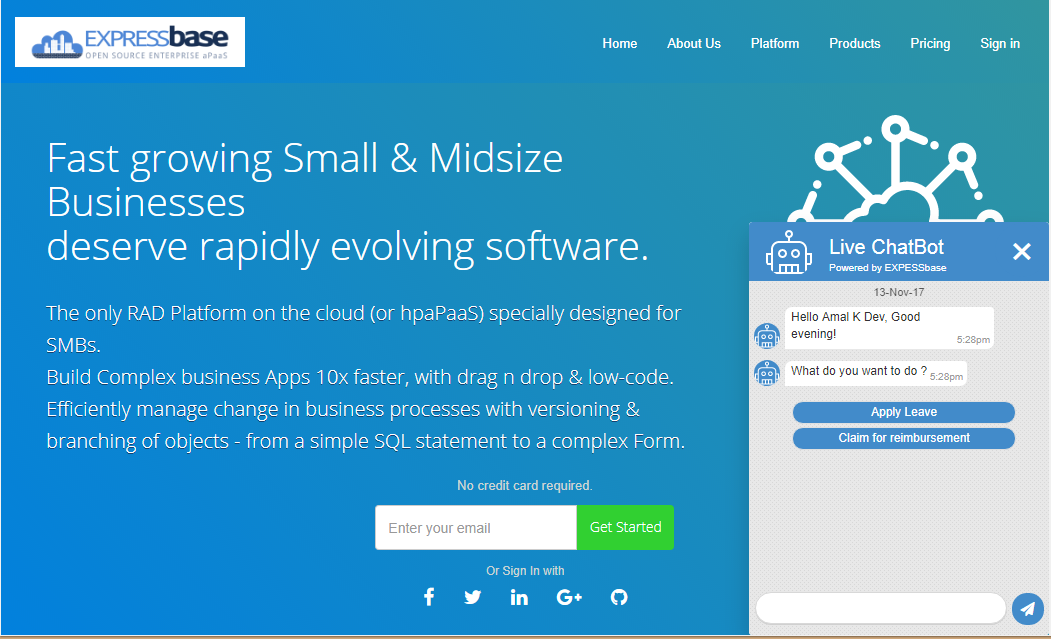 EXPRESSbase
OPEN SOURCE ENTERPRISE aPaaS
Home About Us Platform Products Pricing Sign in
Fast growing Small & Midsize
Businesses
deserve rapidly evolving software.
The only RAD Platform on the cloud (or hpaPaaS) specially designed for
SMBs.
Build Complex business Apps 10x faster, with drag n drop & low-code.
Efficiently manage change in business processes with versioning &
branching of objects - from a simple SQL statement to a complex Form.
No credit card required.
Enter your email Get Started
Or Sign In with
Live ChatBot
Powered by EXPESSbase
13-Nov-17
Hello Amal K Dev, Good
evening!
5:28pm
What do you want to do ? 5:28pm
Apply Leave
Claim for reimbursement